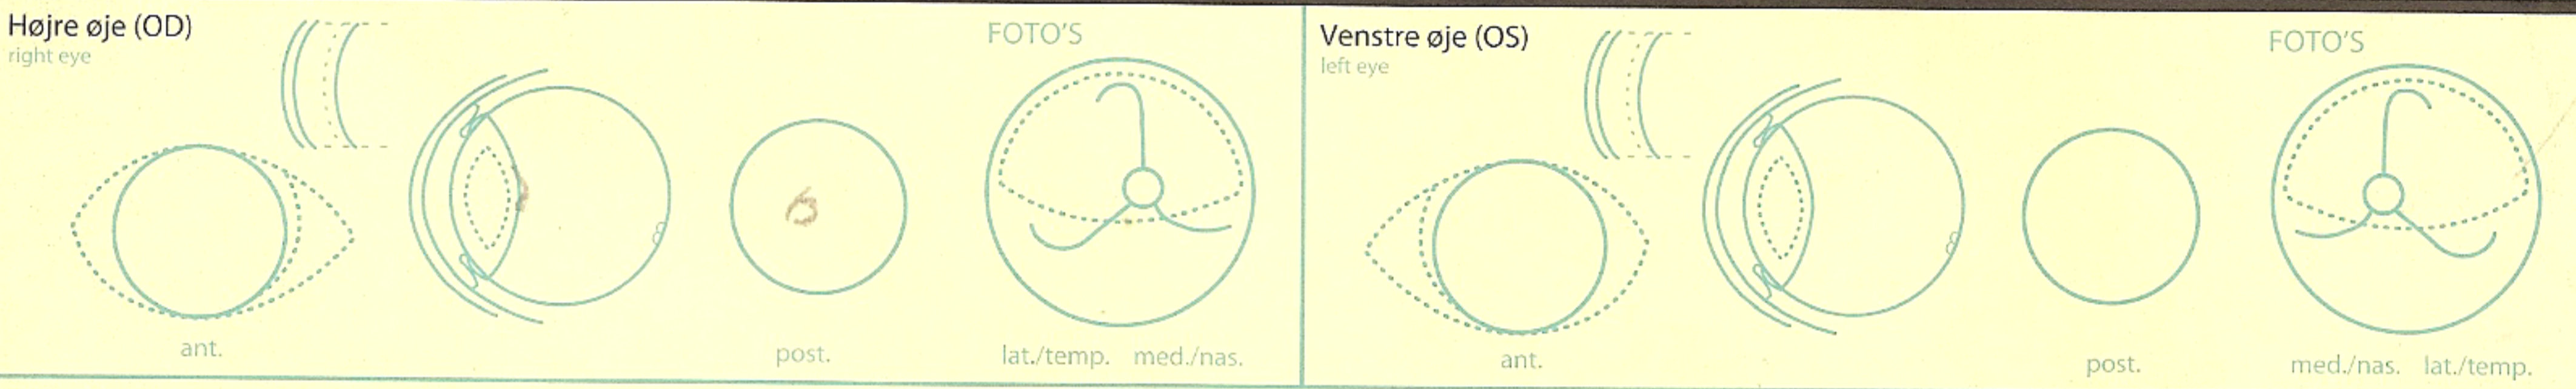 Højre øje (OD)
right eye
FOTO'S
ant.
post.
lat./temp. med./nas.
Venstre øje (OS)
left eye
FOTO'S
ant.
post.
med./nas. lat./temp.